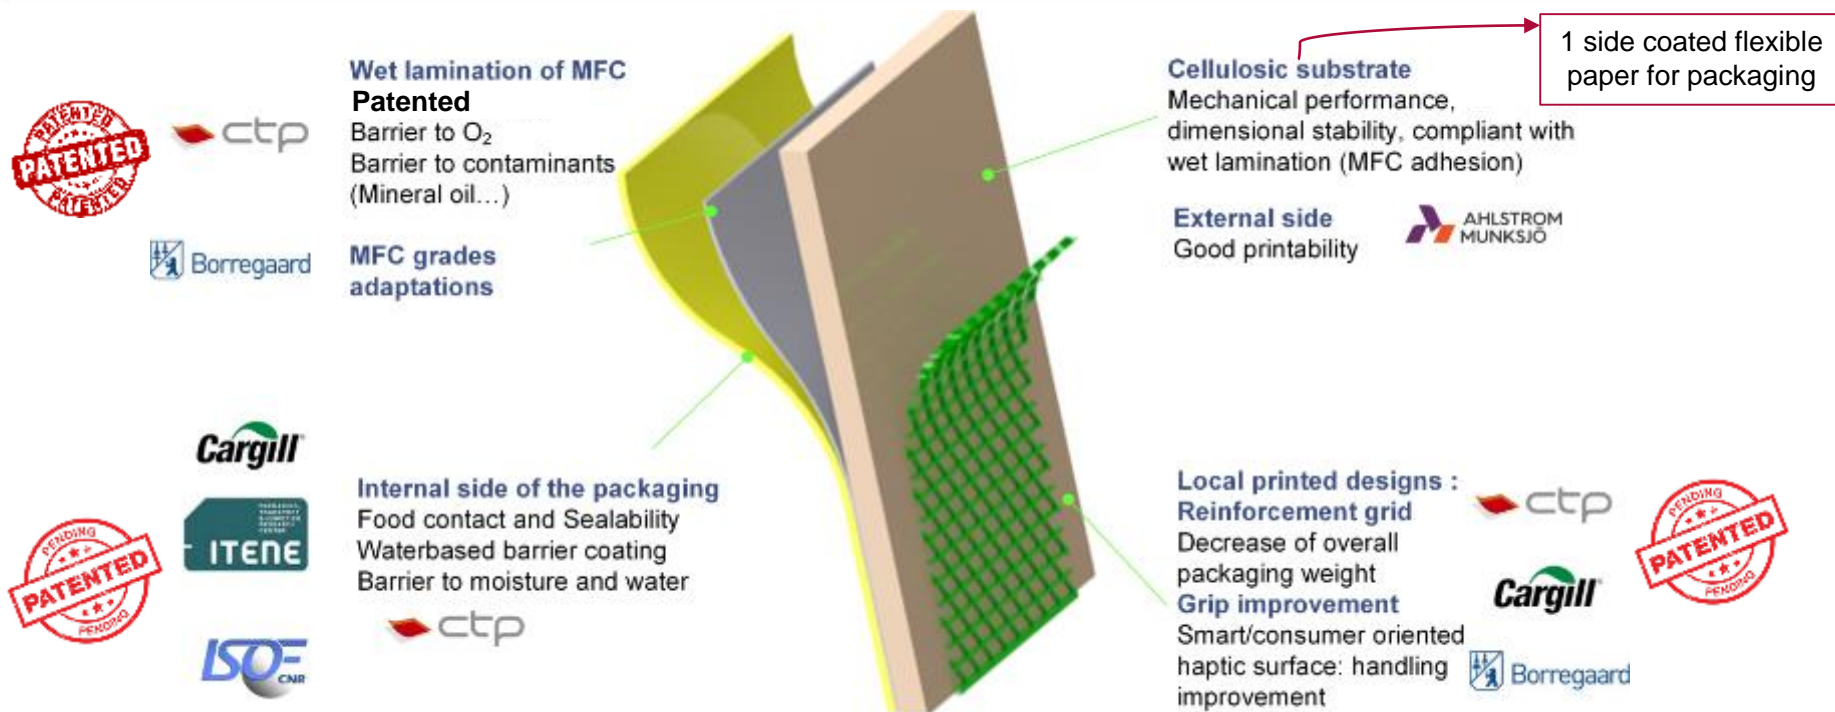 1 side coated flexible
paper for packaging
Wet lamination of MFC
Patented
Barrier to O₂
Barrier to contaminants
(Mineral oil...)
MFC grades
adaptations
PATENTED
PATENTED
PATENTED
ctp
Borregaard
Cellulosic substrate
Mechanical performance,
dimensional stability, compliant with
wet lamination (MFC adhesion)
External side
Good printability
AHLSTROM
MUNKSJÖ
Cargill
ITENE
ISOF
CNR
PENDING
PATENTED
PENDING
Internal side of the packaging
Food contact and Sealability
Waterbased barrier coating
Barrier to moisture and water
ctp
Local printed designs :
Reinforcement grid
Decrease of overall
packaging weight
Grip improvement
Smart/consumer oriented
haptic surface: handling
improvement
ctp
Cargill
Borregaard
PENDING
PATENTED
PENDING